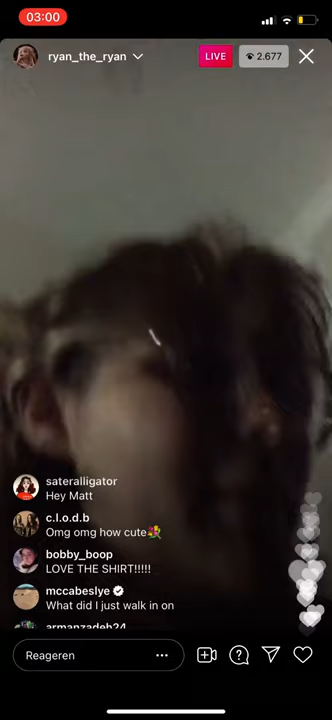 03:00
ryan_the_ryan
LIVE
2.677
sateralligator
Hey Matt
c.l.o.d.b
Omg omg how cute💐
bobby_boop
LOVE THE SHIRT!!!!!
mccabeslye
What did I just walk in on
armanzadeh24
Reageren